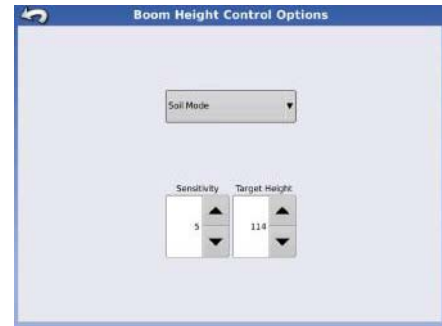 Boom Height Control Options
Soil Mode
Sensitivity Target Height
5 114